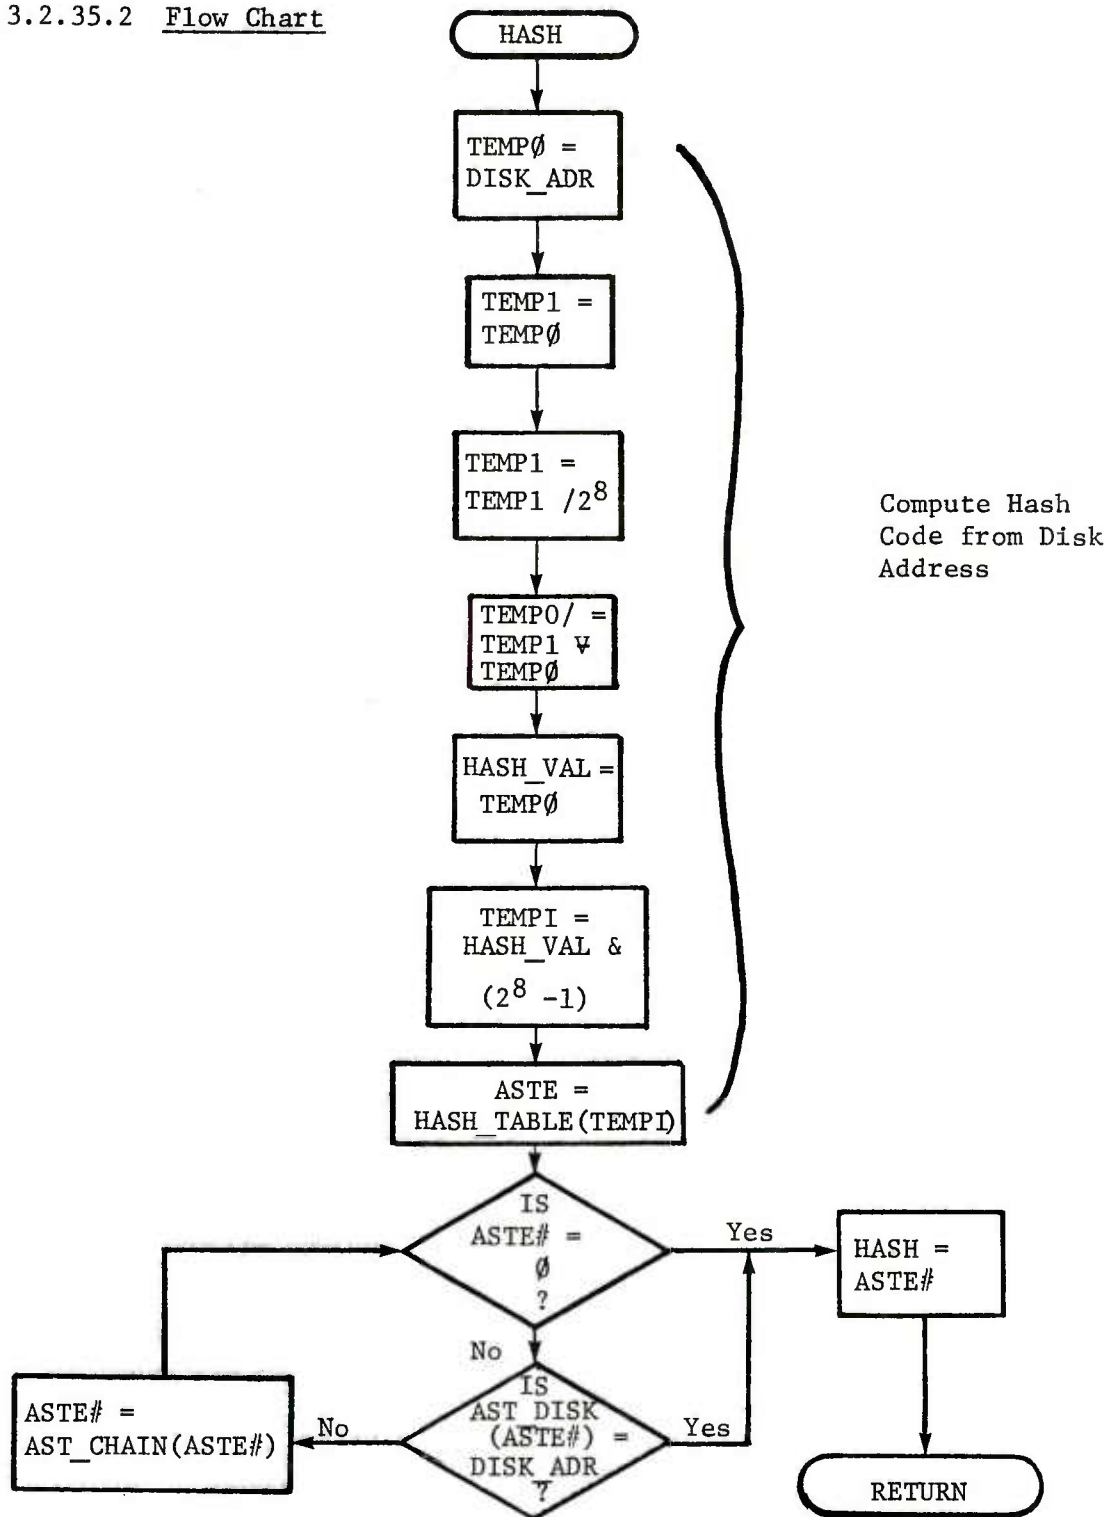 3.2.35.2 Flow Chart
HASH
TEMPØ =
DISK_ADR
TEMP1 =
TEMPØ
TEMP1 =
TEMP1 /2⁸
TEMPO/ =
TEMP1 ⊻
TEMPØ
HASH_VAL =
TEMPØ
TEMPI =
HASH_VAL &
(2⁸ -1)
ASTE =
HASH_TABLE(TEMPI)
Compute Hash
Code from Disk
Address
IS
ASTE# =
Ø
?
Yes
HASH =
ASTE#
No
IS
AST_DISK
(ASTE#) =
DISK_ADR
?
Yes
No
ASTE# =
AST_CHAIN(ASTE#)
RETURN